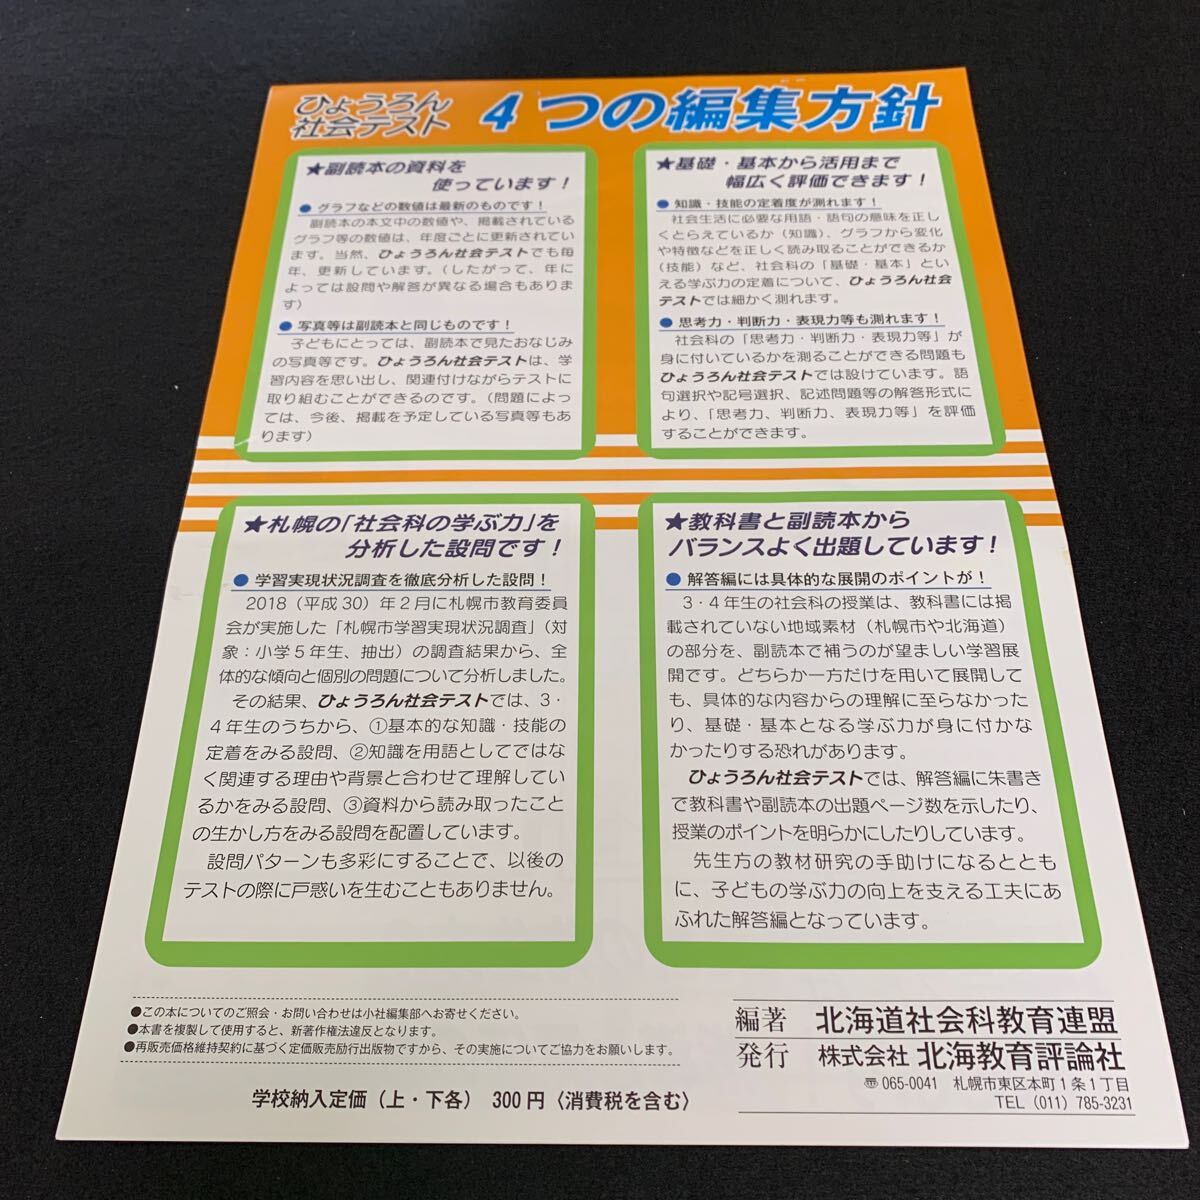 ひょうろん
社会テスト
4つの編集方針
★副読本の資料を
使っています！
● グラフなどの数値は最新のものです！
副読本の本文中の数値や、掲載されている
グラフ等の数値は、年度ごとに更新されてい
ます。当然、ひょうろん社会テストでも毎
年、更新しています。（したがって、年に
よっては設問や解答が異なる場合もありま
す）
● 写真等は副読本と同じものです！
子どもにとっては、副読本で見たおなじみ
の写真等です。ひょうろん社会テストは、学
習内容を思い出し、関連付けながらテストに
取り組むことができるのです。（問題によっ
ては、今後、掲載を予定している写真等もあ
ります）
★基礎・基本から活用まで
幅広く評価できます！
● 知識・技能の定着度が測れます！
社会生活に必要な用語・語句の意味を正し
くとらえているか（知識）、グラフから変化
や特徴などを正しく読み取ることができるか
（技能）など、社会科の「基礎・基本」とい
える学ぶ力の定着について、ひょうろん社会
テストでは細かく測れます。
● 思考力・判断力・表現力等も測れます！
社会科の「思考力・判断力・表現力等」が
身に付いているかを測ることができる問題も
ひょうろん社会テストでは設けています。語
句選択や記号選択、記述問題等の解答形式に
より、「思考力、判断力、表現力等」を評価
することができます。
★札幌の「社会科の学ぶ力」を
分析した設問です！
● 学習実現状況調査を徹底分析した設問！
2018（平成30）年2月に札幌市教育委員
会が実施した「札幌市学習実現状況調査」（対
象：小学5年生、抽出）の調査結果から、全
体的な傾向と個別の問題について分析しました。
その結果、ひょうろん社会テストでは、3・
4年生のうちから、①基本的な知識・技能の
定着をみる設問、②知識を用語としてではな
く関連する理由や背景と合わせて理解してい
るかをみる設問、③資料から読み取ったこと
の生かし方をみる設問を配置しています。
設問パターンも多彩にすることで、以後の
テストの際に戸惑いを生むこともありません。
★教科書と副読本から
バランスよく出題しています！
● 解答編には具体的な展開のポイントが！
3・4年生の社会科の授業は、教科書には掲
載されていない地域素材（札幌市や北海道）
の部分を、副読本で補うのが望ましい学習展
開です。どちらか一方だけを用いて展開して
も、具体的な内容からの理解に至らなかった
り、基礎・基本となる学ぶ力が身に付かな
かったりする恐れがあります。
ひょうろん社会テストでは、解答編に朱書き
で教科書や副読本の出題ページ数を示したり、
授業のポイントを明らかにしたりしています。
先生方の教材研究の手助けになるととも
に、子どもの学ぶ力の向上を支える工夫にあ
ふれた解答編となっています。
●この本についてのご照会・お問い合わせは小社編集部へお寄せください。
●本書を複製して使用すると、新著作権法違反となります。
●再販売価格維持契約に基づく定価販売励行出版物ですから、その実施についてご協力をお願いします。
学校納入定価（上・下各） 300円〈消費税を含む〉
編著 北海道社会科教育連盟
発行 株式会社 北海教育評論社
〠065-0041 札幌市東区本町1条1丁目
TEL（011）785-3231